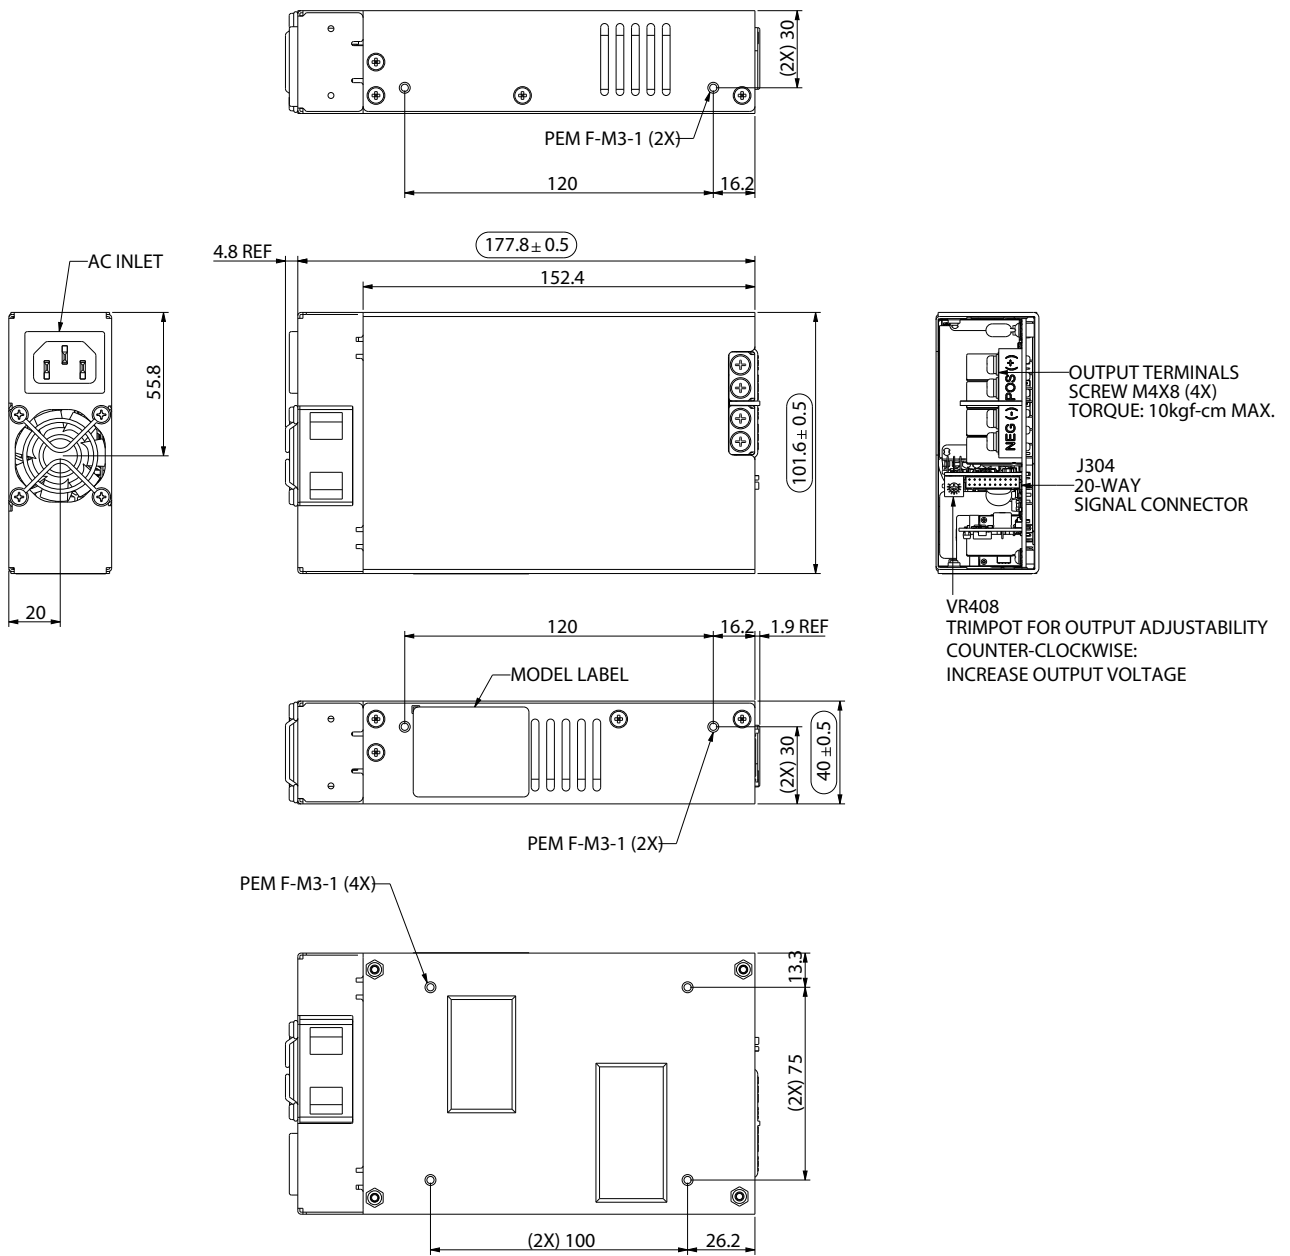 (2X) 30
PEM F-M3-1 (2X)
120
16.2
AC INLET
4.8 REF
177.8 ± 0.5
152.4
55.8
20
101.6 ± 0.5
POS (+)
NEG (-)
OUTPUT TERMINALS
SCREW M4X8 (4X)
TORQUE: 10kgf-cm MAX.
J304
20-WAY
SIGNAL CONNECTOR
VR408
TRIMPOT FOR OUTPUT ADJUSTABILITY
COUNTER-CLOCKWISE:
INCREASE OUTPUT VOLTAGE
120
16.2
1.9 REF
MODEL LABEL
(2X) 30
40 ± 0.5
PEM F-M3-1 (2X)
PEM F-M3-1 (4X)
13.3
(2X) 75
(2X) 100
26.2